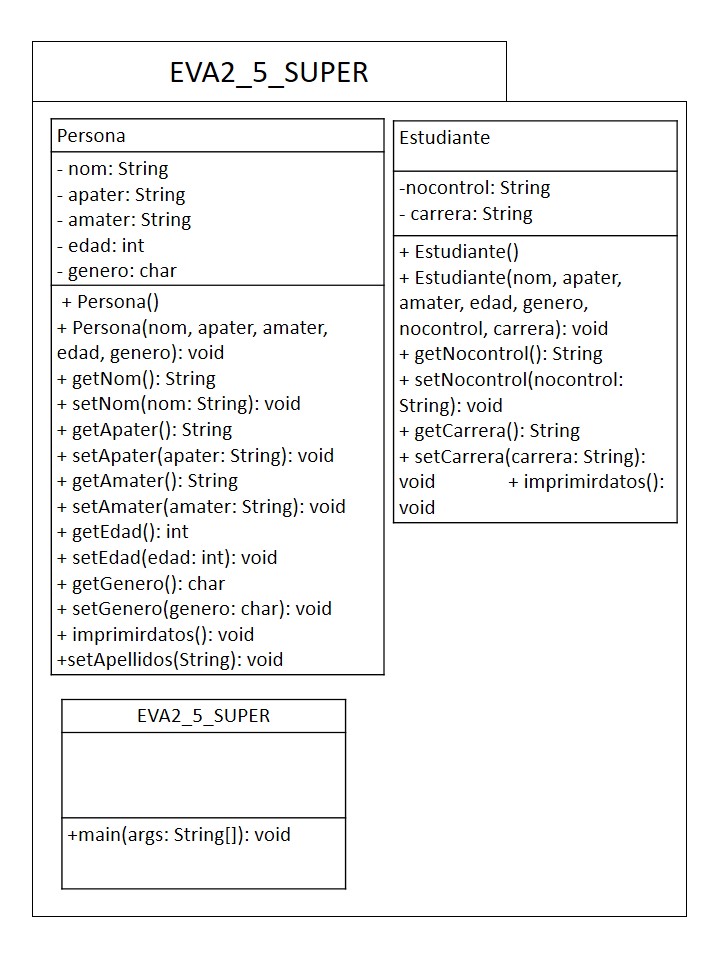 EVA2_5_SUPER
Persona
- nom: String
- apater: String
- amater: String
- edad: int
- genero: char
+ Persona()
+ Persona(nom, apater, amater,
edad, genero): void
+ getNom(): String
+ setNom(nom: String): void
+ getApater(): String
+ setApater(apater: String): void
+ getAmater(): String
+ setAmater(amater: String): void
+ getEdad(): int
+ setEdad(edad: int): void
+ getGenero(): char
+ setGenero(genero: char): void
+ imprimirdatos(): void
+setApellidos(String): void
Estudiante
-nocontrol: String
- carrera: String
+ Estudiante()
+ Estudiante(nom, apater,
amater, edad, genero,
nocontrol, carrera): void
+ getNocontrol(): String
+ setNocontrol(nocontrol:
String): void
+ getCarrera(): String
+ setCarrera(carrera: String):
void + imprimirdatos():
void
EVA2_5_SUPER
+main(args: String[]): void